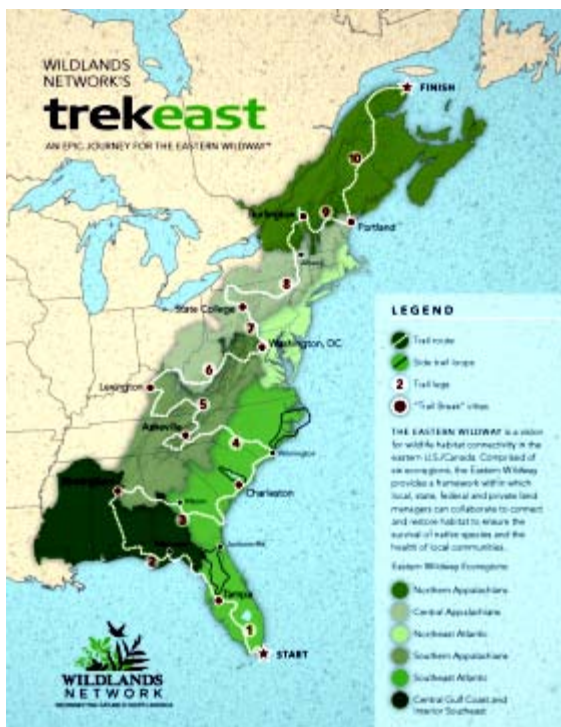 WILDLANDS
NETWORK'S
trekeast
AN EPIC JOURNEY FOR THE EASTERN WILDWAY™
FINISH
10
9
Burlington
Portland
Albany
8
State College
7
Washington, DC
6
Lexington
5
Asheville
4
Wilmington
Birmingham
Macon
Charleston
3
Jacksonville
2
Tampa
1
START
LEGEND
Trail route
Side trail loops
2 Trail legs
"Trail Break" cities
THE EASTERN WILDWAY is a vision
for wildlife habitat connectivity in the
eastern U.S./Canada. Comprised of
six ecoregions, the Eastern Wildway
provides a framework within which
local, state, federal and private land
managers can collaborate to connect
and restore habitat to ensure the
survival of native species and the
health of local communities.
Eastern Wildway Ecoregions
Northern Appalachians
Central Appalachians
Northeast Atlantic
Southern Appalachians
Southeast Atlantic
Central Gulf Coast and
Interior Southeast
WILDLANDS
NETWORK